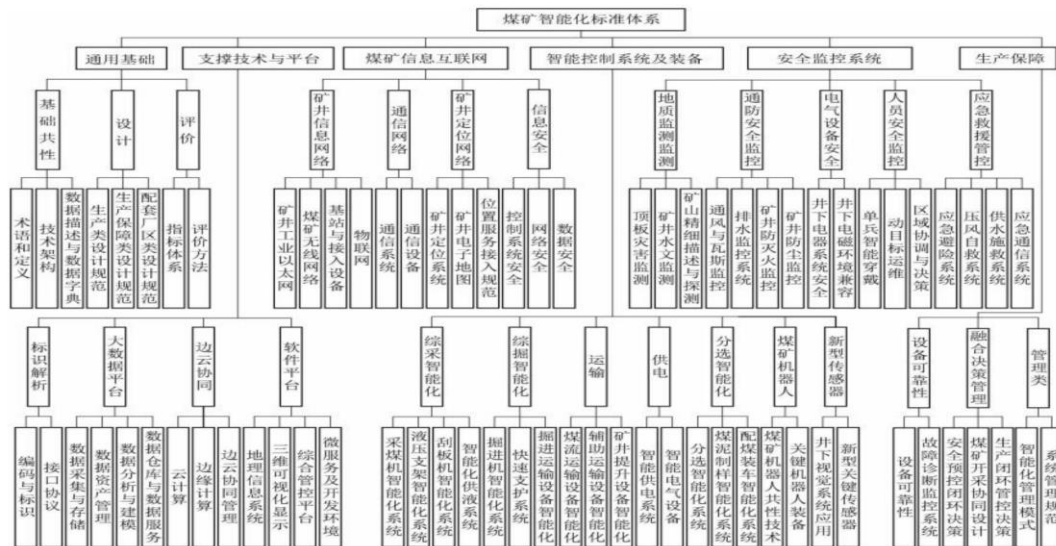 煤矿智能化标准体系
通用基础
支撑技术与平台
煤矿信息互联网
智能控制系统及装备
安全监控系统
生产保障
基础共性
设计
评价
矿井信息网络
通信网络
矿井定位网络
信息安全
地质监测监测
通防安全监控
电气设备安全
人员安全监控
应急救援管控
术语和定义
技术架构
数据描述与数据字典
生产类设计规范
生产保障类设计规范
配套厂区类设计规范
指标体系
评价方法
矿井工业以太网
煤矿无线网络
基站与接入设备
物联网
通信系统
通信设备
矿井定位系统
矿井电子地图
位置服务接入规范
控制系统安全
网络安全
数据安全
顶板灾害监测
矿井水文监测
矿山精细描述与探测
通风与瓦斯监控
排水监控系统
矿井防灭火监控
矿井防尘监控
井下电器系统安全
井下电磁环境兼容
单兵智能穿戴
动目标运维
区域协调与决策
应急避险系统
压风自救系统
供水施救系统
应急通信系统
标识解析
大数据平台
边云协同
软件平台
综采智能化
综掘智能化
运输
供电
分选智能化
煤矿机器人
新型传感器
设备可靠性
融合决策管理
管理类
编码与标识
接口协议
数据采集与存储
数据资产管理
数据分析与建模
数据仓库与数据服务
云计算
边缘计算
边云协同管理
地理信息系统
三维可视化显示
综合管控平台
微服务及开发环境
采煤机智能化系统
液压支架智能化系统
刮板机智能化系统
智能化供液系统
掘进机智能化系统
快速支护系统
掘进运输设备智能化
煤流运输设备智能化
辅助运输设备智能化
矿井提升设备智能化
智能供电系统
智能电气设备
分选智能化系统
煤泥制样智能化系统
配煤装车智能化系统
煤矿机器人共性技术
关键机器人装备
井下视觉系统应用
新型关键传感器
设备可靠性
故障诊断监控系统
安全预控闭环决策
煤矿开采协同设计
生产闭环管控决策
智能化管理模式
系统管理规范